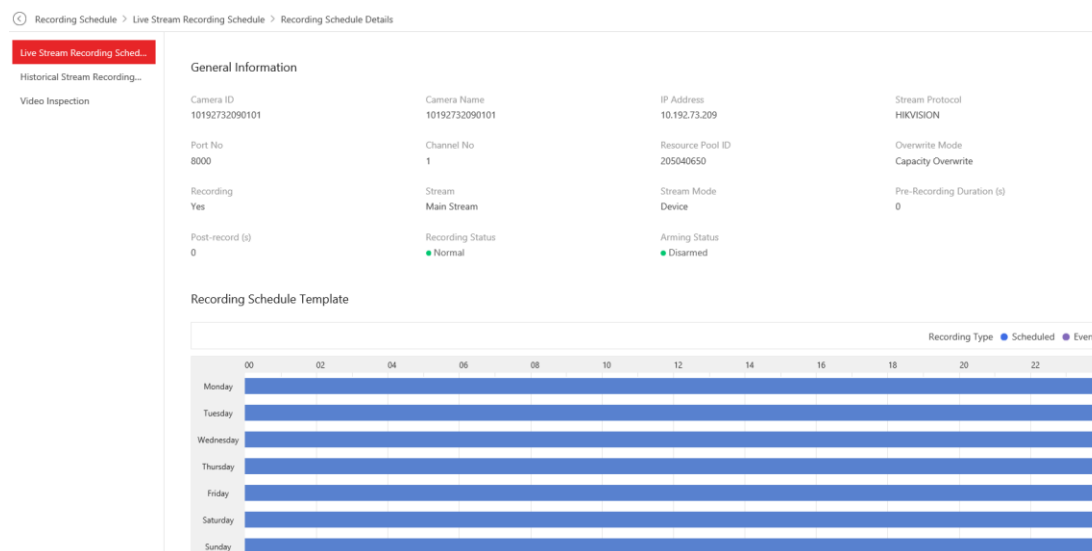 Recording Schedule > Live Stream Recording Schedule > Recording Schedule Details
Live Stream Recording Sched...
Historical Stream Recording...
Video Inspection
General Information
Camera ID
10192732090101
Camera Name
10192732090101
IP Address
10.192.73.209
Stream Protocol
HIKVISION
Port No
8000
Channel No
1
Resource Pool ID
205040650
Overwrite Mode
Capacity Overwrite
Recording
Yes
Stream
Main Stream
Stream Mode
Device
Pre-Recording Duration (s)
0
Post-record (s)
0
Recording Status
Normal
Arming Status
Disarmed
Recording Schedule Template
Recording Type Scheduled Even
00 02 04 06 08 10 12 14 16 18 20 22
Monday
Tuesday
Wednesday
Thursday
Friday
Saturday
Sunday